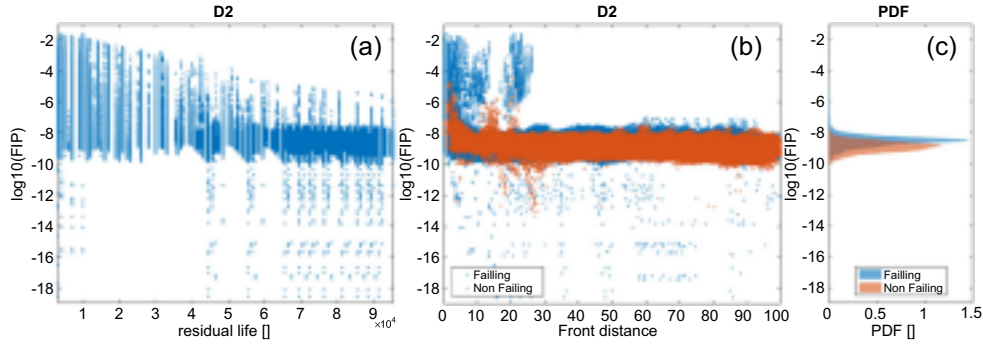 D2
(a)
log10(FIP)
-2
-4
-6
-8
-10
-12
-14
-16
-18
1 2 3 4 5 6 7 8 9
×10⁴
residual life []
D2
(b)
log10(FIP)
-2
-4
-6
-8
-10
-12
-14
-16
-18
Failling
Non Failing
0 10 20 30 40 50 60 70 80 90 100
Front distance
PDF
(c)
log10(FIP)
-2
-4
-6
-8
-10
-12
-14
-16
-18
Failling
Non Failing
0 0.5 1 1.5
PDF []